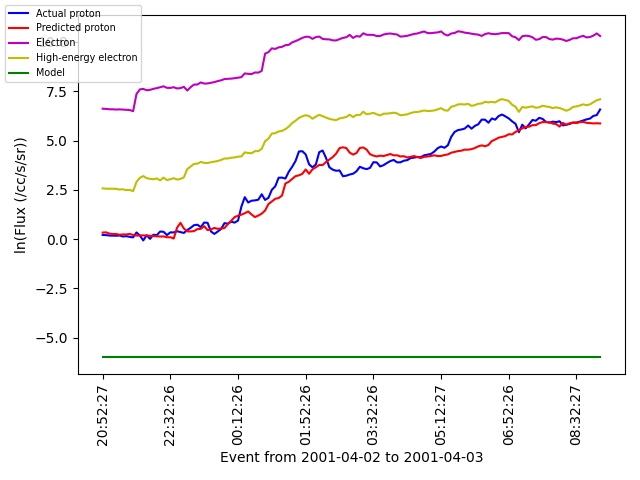 Actual proton
Predicted proton
Electron
High-energy electron
Model
10.0
7.5
5.0
2.5
0.0
−2.5
−5.0
ln(Flux (/cc/s/sr))
20:52:27
22:32:26
00:12:26
01:52:26
03:32:26
05:12:27
06:52:26
08:32:27
Event from 2001-04-02 to 2001-04-03